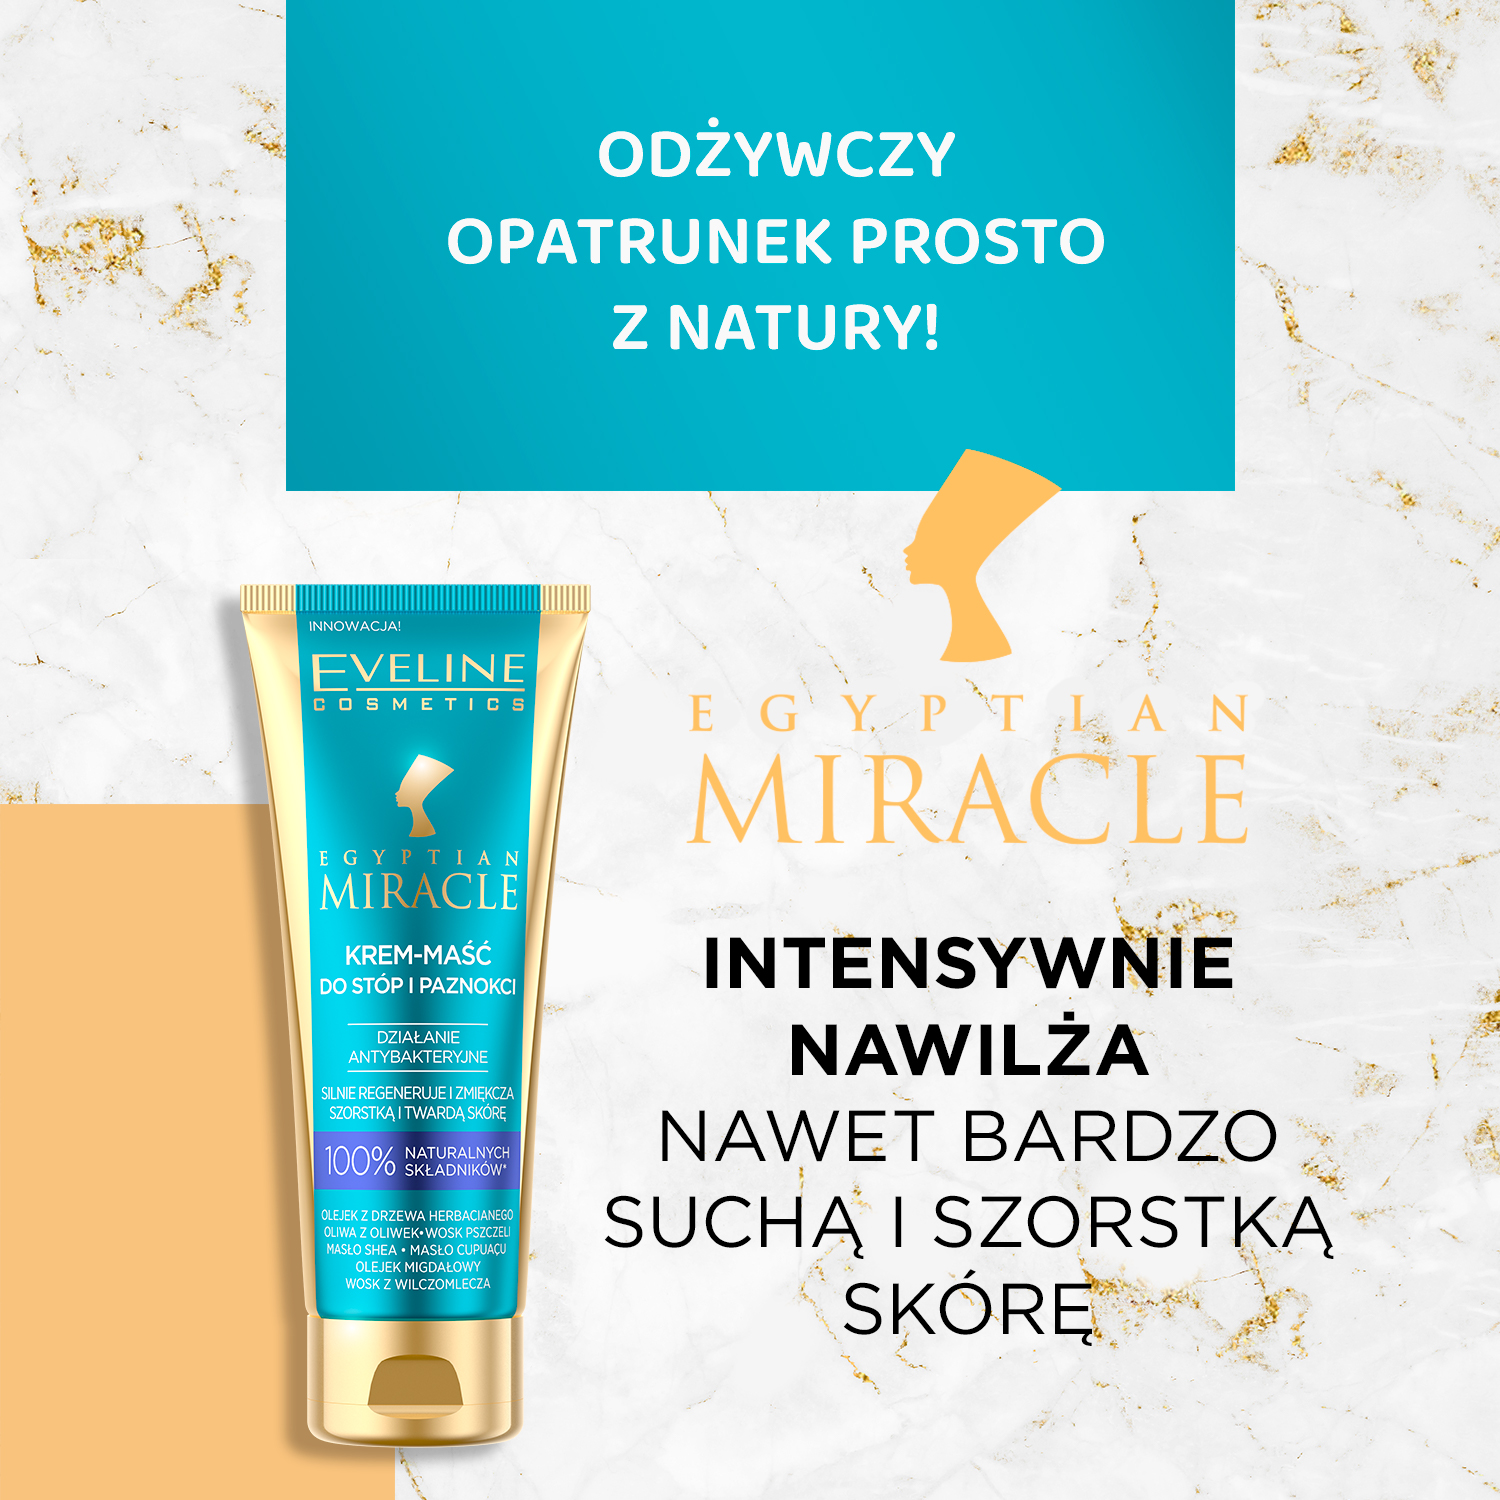 ODŻYWCZY
OPATRUNEK PROSTO
Z NATURY!
INNOWACJA!
EVELINE
COSMETICS
EGYPTIAN
MIRACLE
KREM-MAŚĆ
DO STÓP I PAZNOKCI
DZIAŁANIE
ANTYBAKTERYJNE
SILNIE REGENERUJE I ZMIĘKCZA
SZORSTKĄ I TWARDĄ SKÓRĘ
100% NATURALNYCH
SKŁADNIKÓW*
OLEJEK Z DRZEWA HERBACIANEGO
OLIWA Z OLIWEK•WOSK PSZCZELI
MASŁO SHEA • MASŁO CUPUAÇU
OLEJEK MIGDAŁOWY
WOSK Z WILCZOMLECZA
EGYPTIAN
MIRACLE
INTENSYWNIE
NAWILŻA
NAWET BARDZO
SUCHĄ I SZORSTKĄ
SKÓRĘ